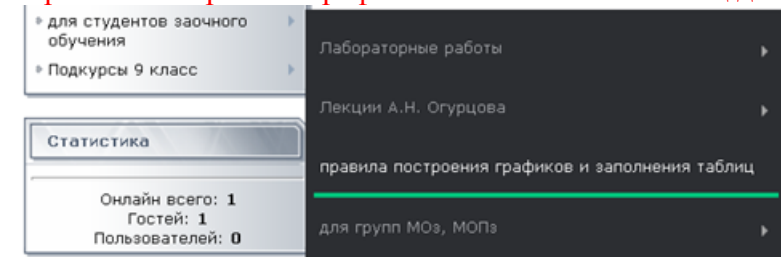 для студентов заочного
обучения
Подкурсы 9 класс
Статистика
Онлайн всего: 1
Гостей: 1
Пользователей: 0
Лабораторные работы
Лекции А.Н. Огурцова
правила построения графиков и заполнения таблиц
для групп МОз, МОПз